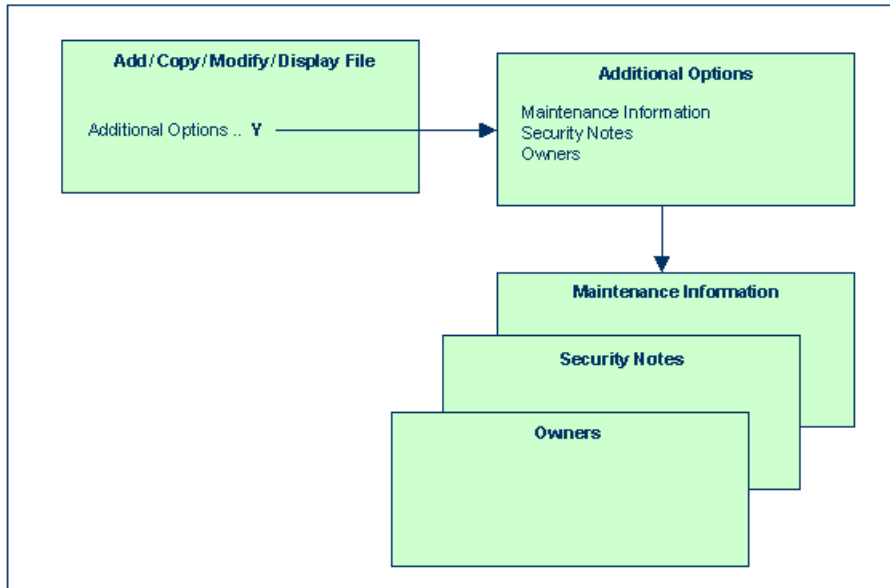 Add/Copy/Modify/Display File
Additional Options .. Y
Additional Options
Maintenance Information
Security Notes
Owners
Maintenance Information
Security Notes
Owners